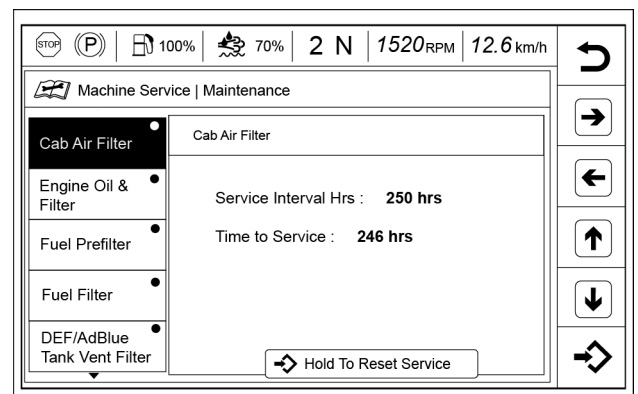 STOP P 100% 70% 2 N 1520RPM 12.6 km/h
Machine Service | Maintenance
Cab Air Filter
Engine Oil &
Filter
Fuel Prefilter
Fuel Filter
DEF/AdBlue
Tank Vent Filter
Cab Air Filter
Service Interval Hrs : 250 hrs
Time to Service : 246 hrs
Hold To Reset Service